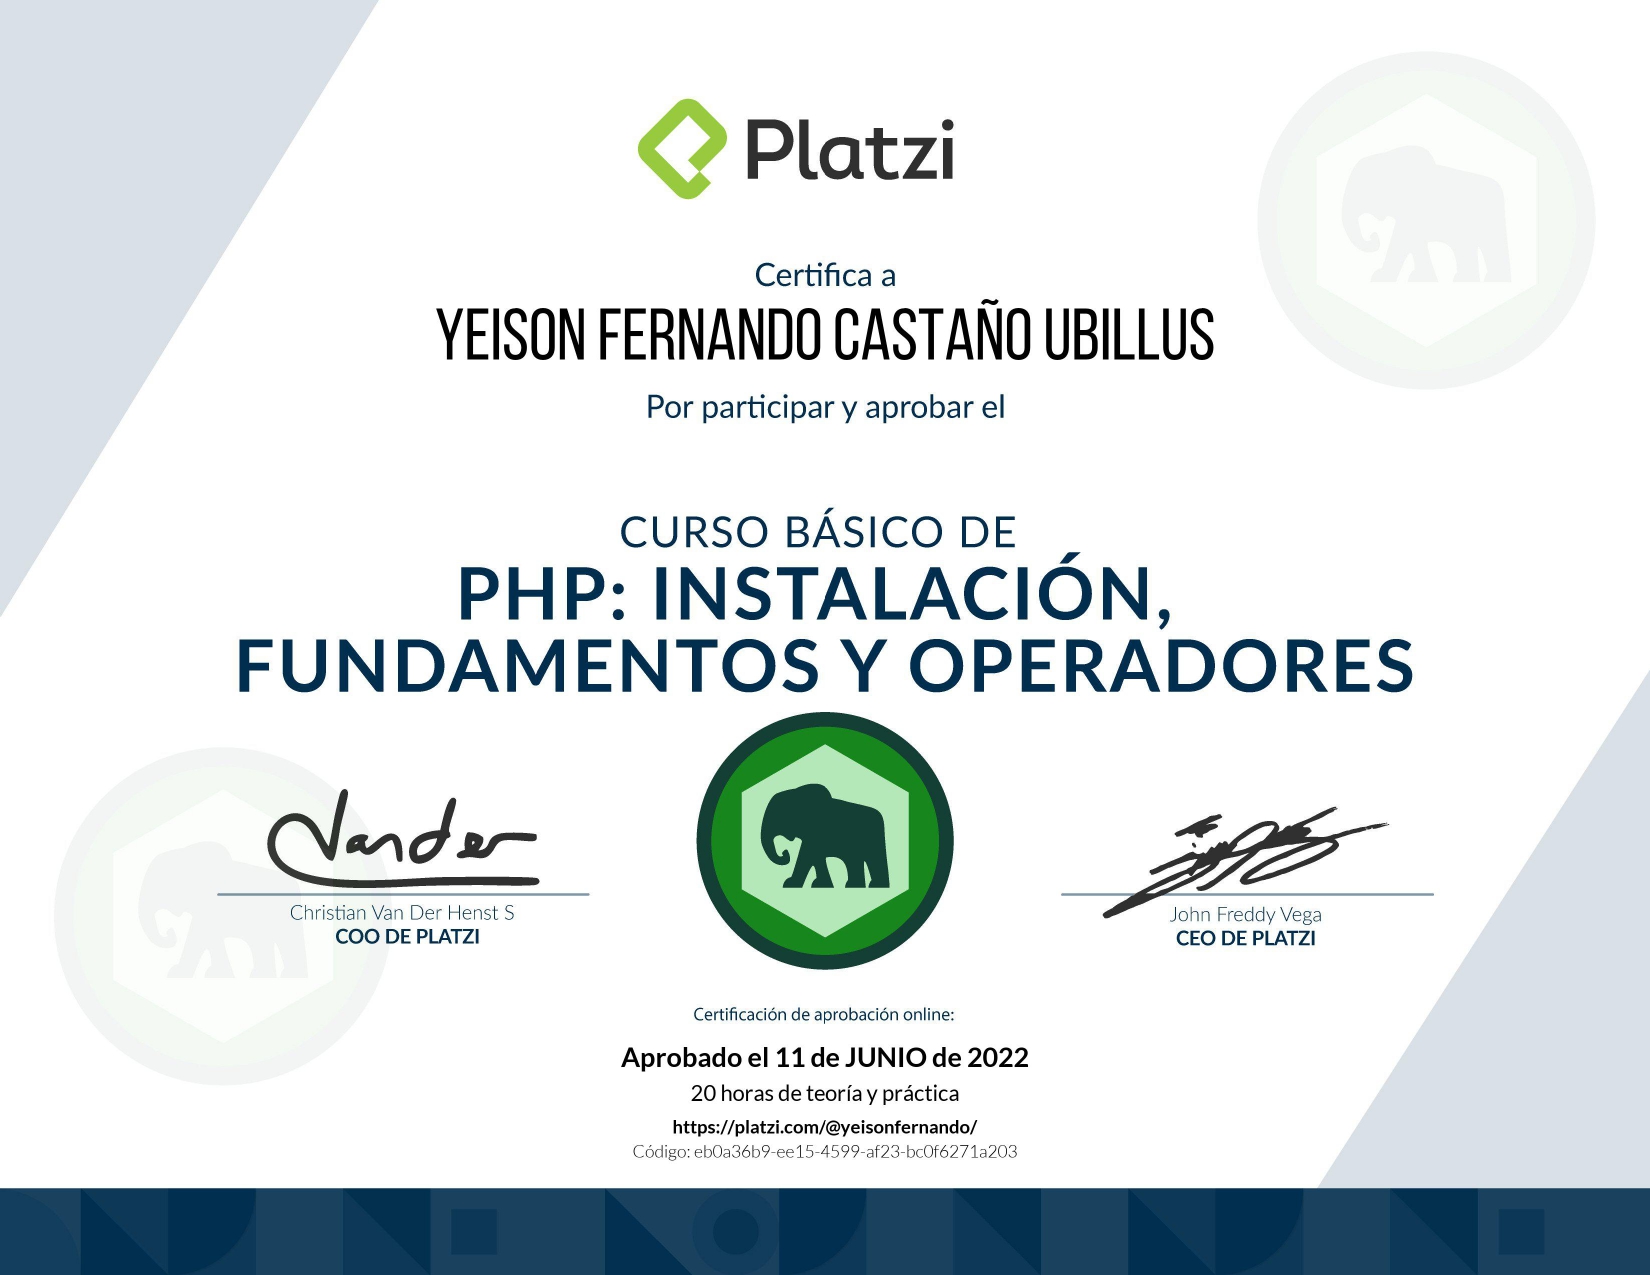 Platzi
Certifica a
YEISON FERNANDO CASTAÑO UBILLUS
Por participar y aprobar el
CURSO BÁSICO DE
PHP: INSTALACIÓN,
FUNDAMENTOS Y OPERADORES
Vander
Christian Van Der Henst S
COO DE PLATZI
John Freddy Vega
CEO DE PLATZI
Certificación de aprobación online:
Aprobado el 11 de JUNIO de 2022
20 horas de teoría y práctica
https://platzi.com/@yeisonfernando/
Código: eb0a36b9-ee15-4599-af23-bc0f6271a203